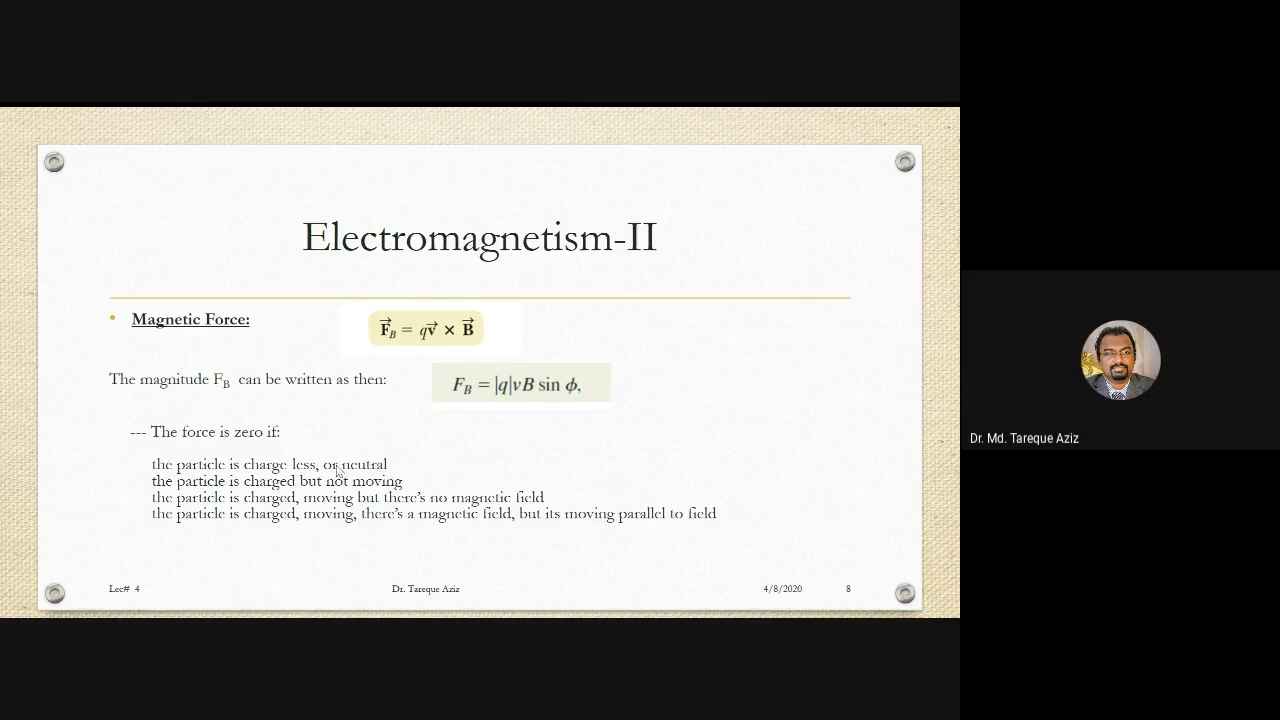 Electromagnetism-II
• Magnetic Force:
F⃗_B = qv⃗ × B⃗
The magnitude F_B can be written as then:
F_B = |q|vB sin ϕ,
--- The force is zero if:
the particle is charge-less, or neutral
the particle is charged but not moving
the particle is charged, moving but there's no magnetic field
the particle is charged, moving, there's a magnetic field, but its moving parallel to field
Lec# 4
Dr. Tareque Aziz
4/8/2020
8
Dr. Md. Tareque Aziz